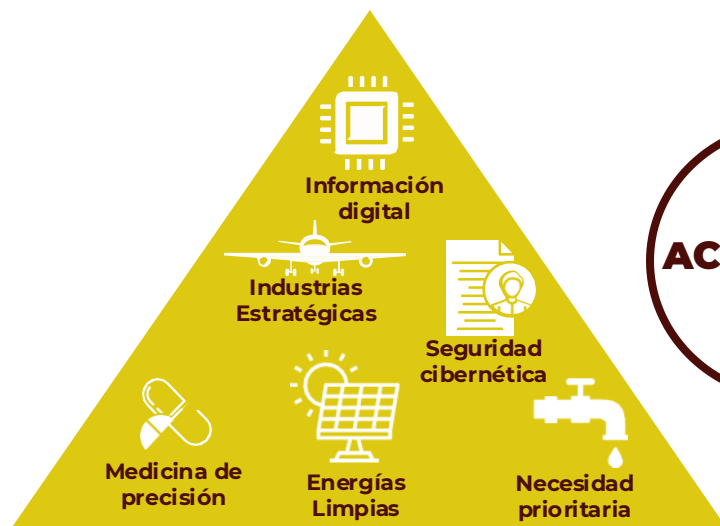 Información
digital
Industrias
Estratégicas
AC
Seguridad
cibernética
Medicina de
precisión
Energías
Limpias
Necesidad
prioritaria